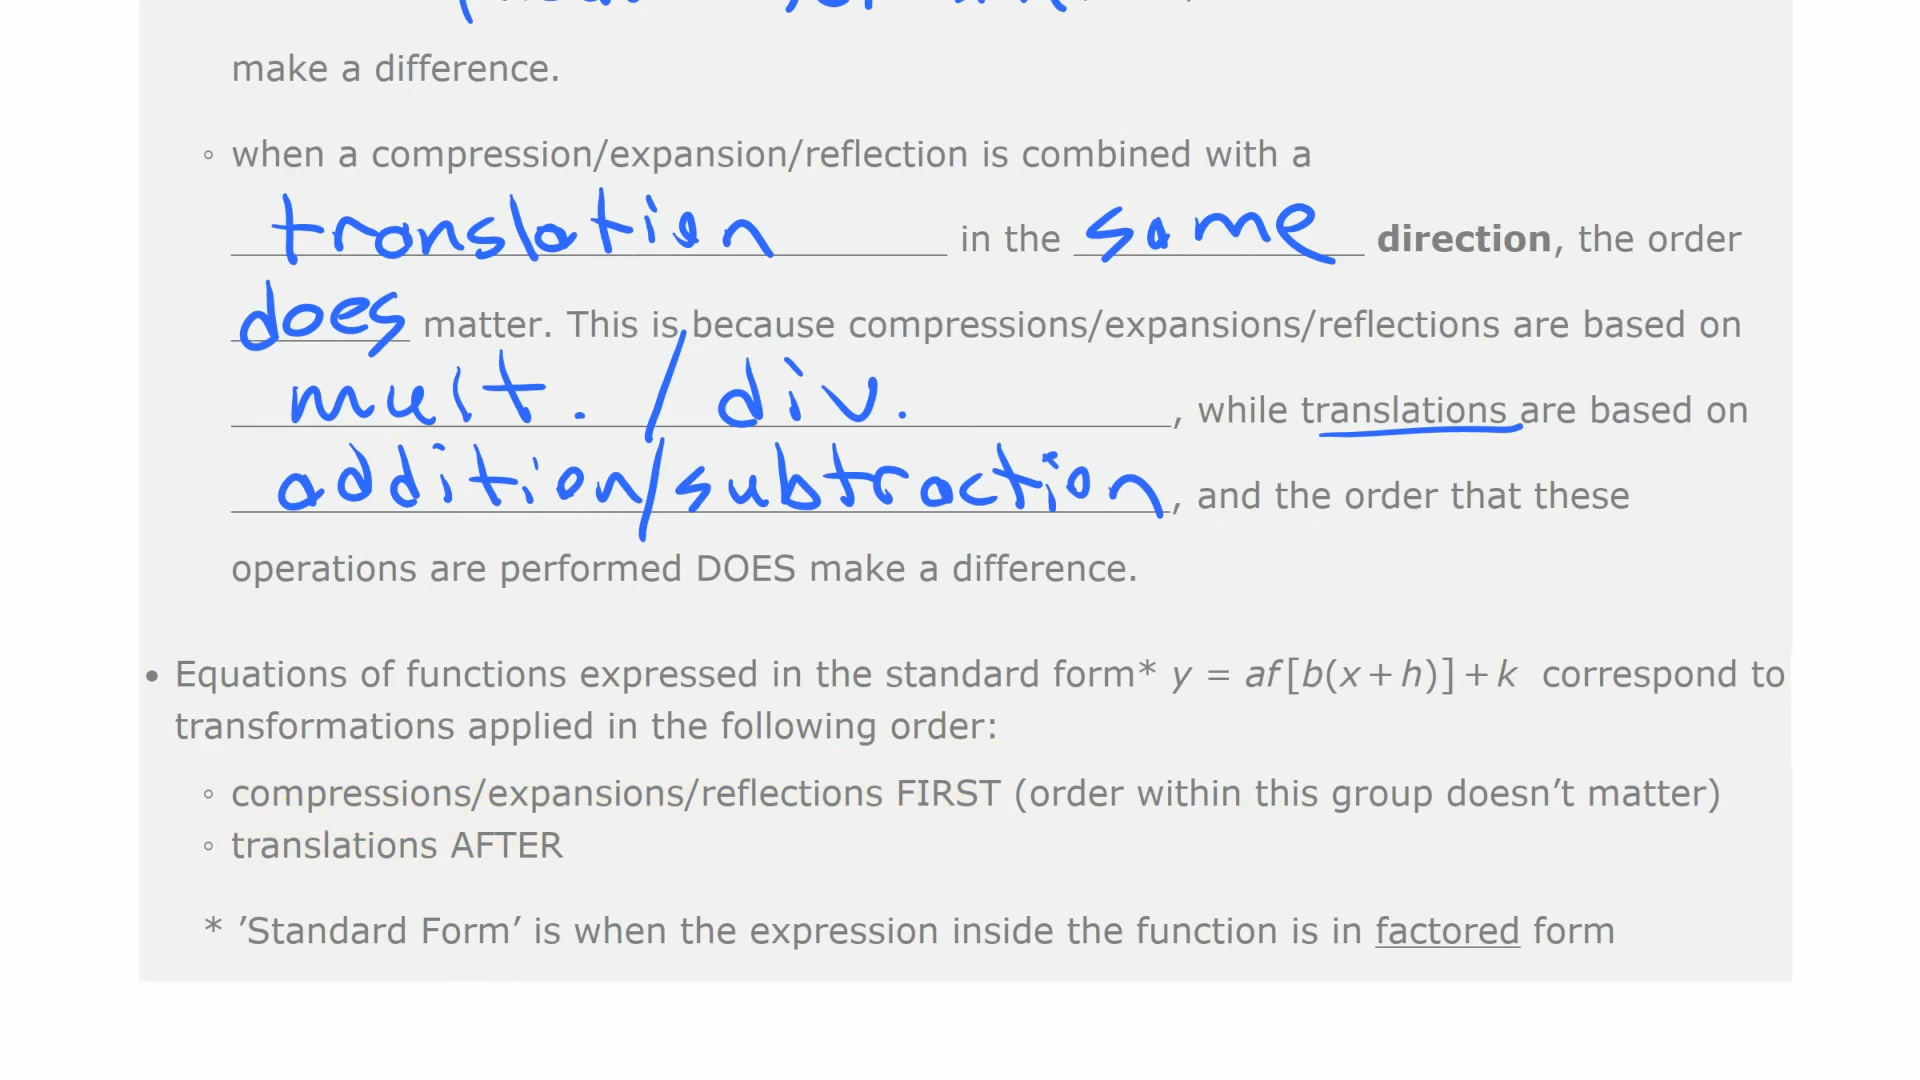 make a difference.
◦ when a compression/expansion/reflection is combined with a
translation in the same direction, the order
does matter. This is because compressions/expansions/reflections are based on
mult. / div. , while translations are based on
addition/subtraction, and the order that these
operations are performed DOES make a difference.
• Equations of functions expressed in the standard form* y = af[b(x+h)]+k correspond to
transformations applied in the following order:
◦ compressions/expansions/reflections FIRST (order within this group doesn’t matter)
◦ translations AFTER
* ’Standard Form’ is when the expression inside the function is in factored form